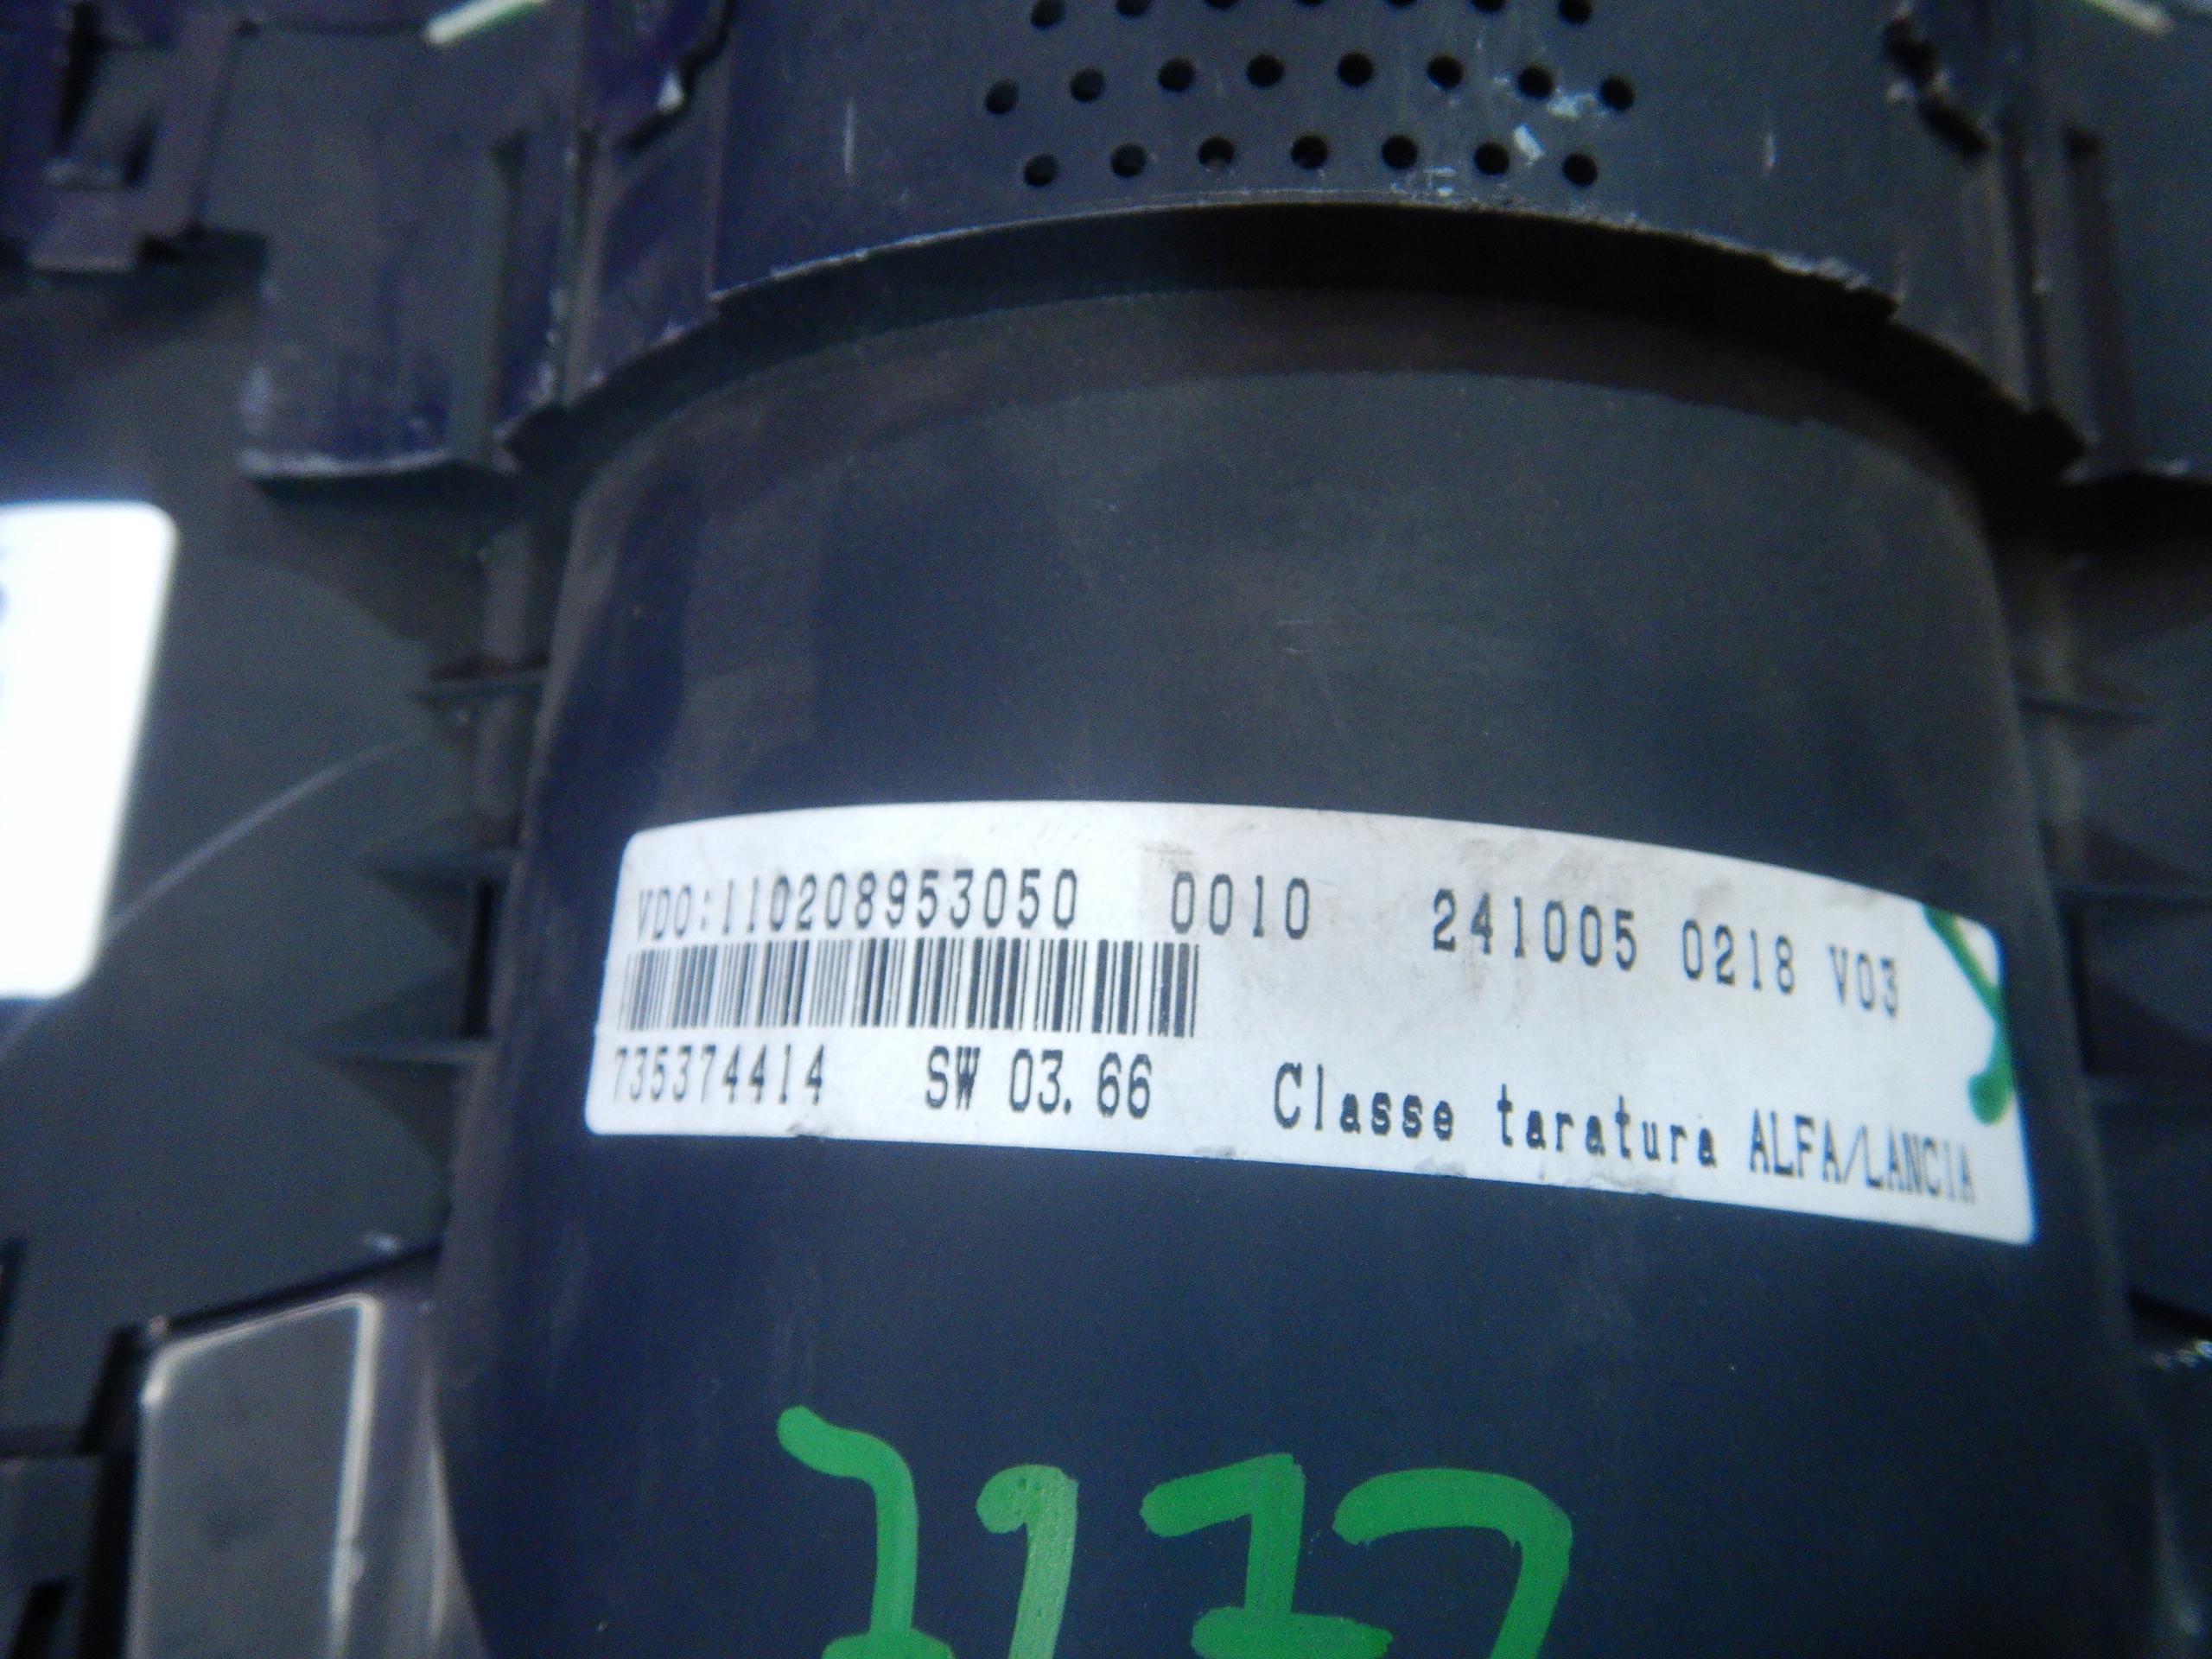 VDO:110208953050 0010 241005 0218 V03
735374414 SW 03.66 Classe taratura ALFA/LANCIA